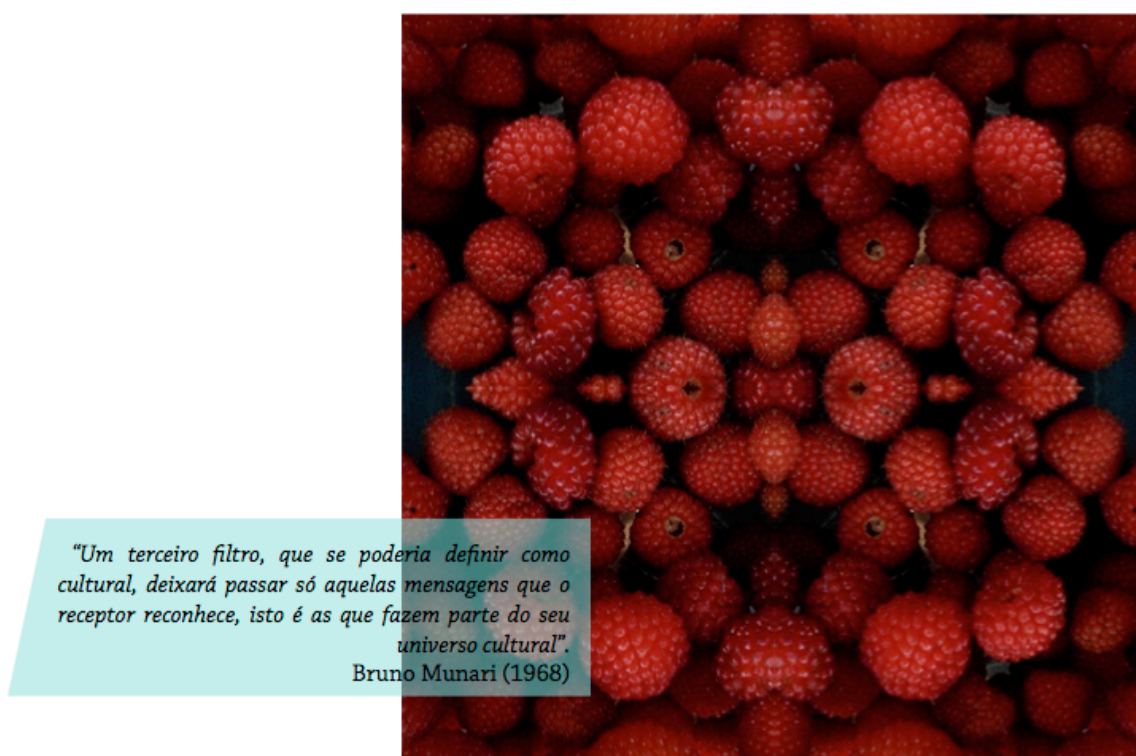 “Um terceiro filtro, que se poderia definir como
cultural, deixará passar só aquelas mensagens que o
receptor reconhece, isto é as que fazem parte do seu
universo cultural”.
Bruno Munari (1968)